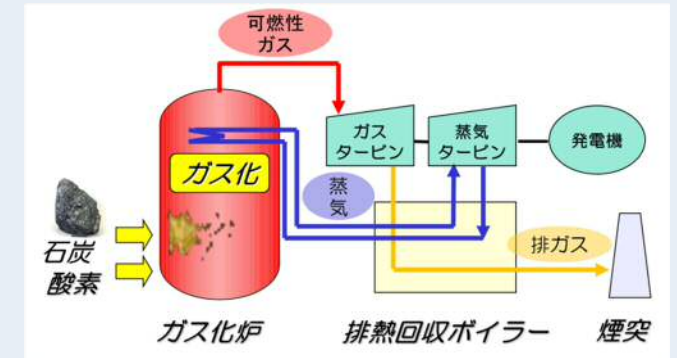 可燃性
ガス
ガス
タービン
蒸気
タービン
発電機
ガス化
蒸
気
石炭
酸素
排ガス
ガス化炉
排熱回収ボイラー
煙突